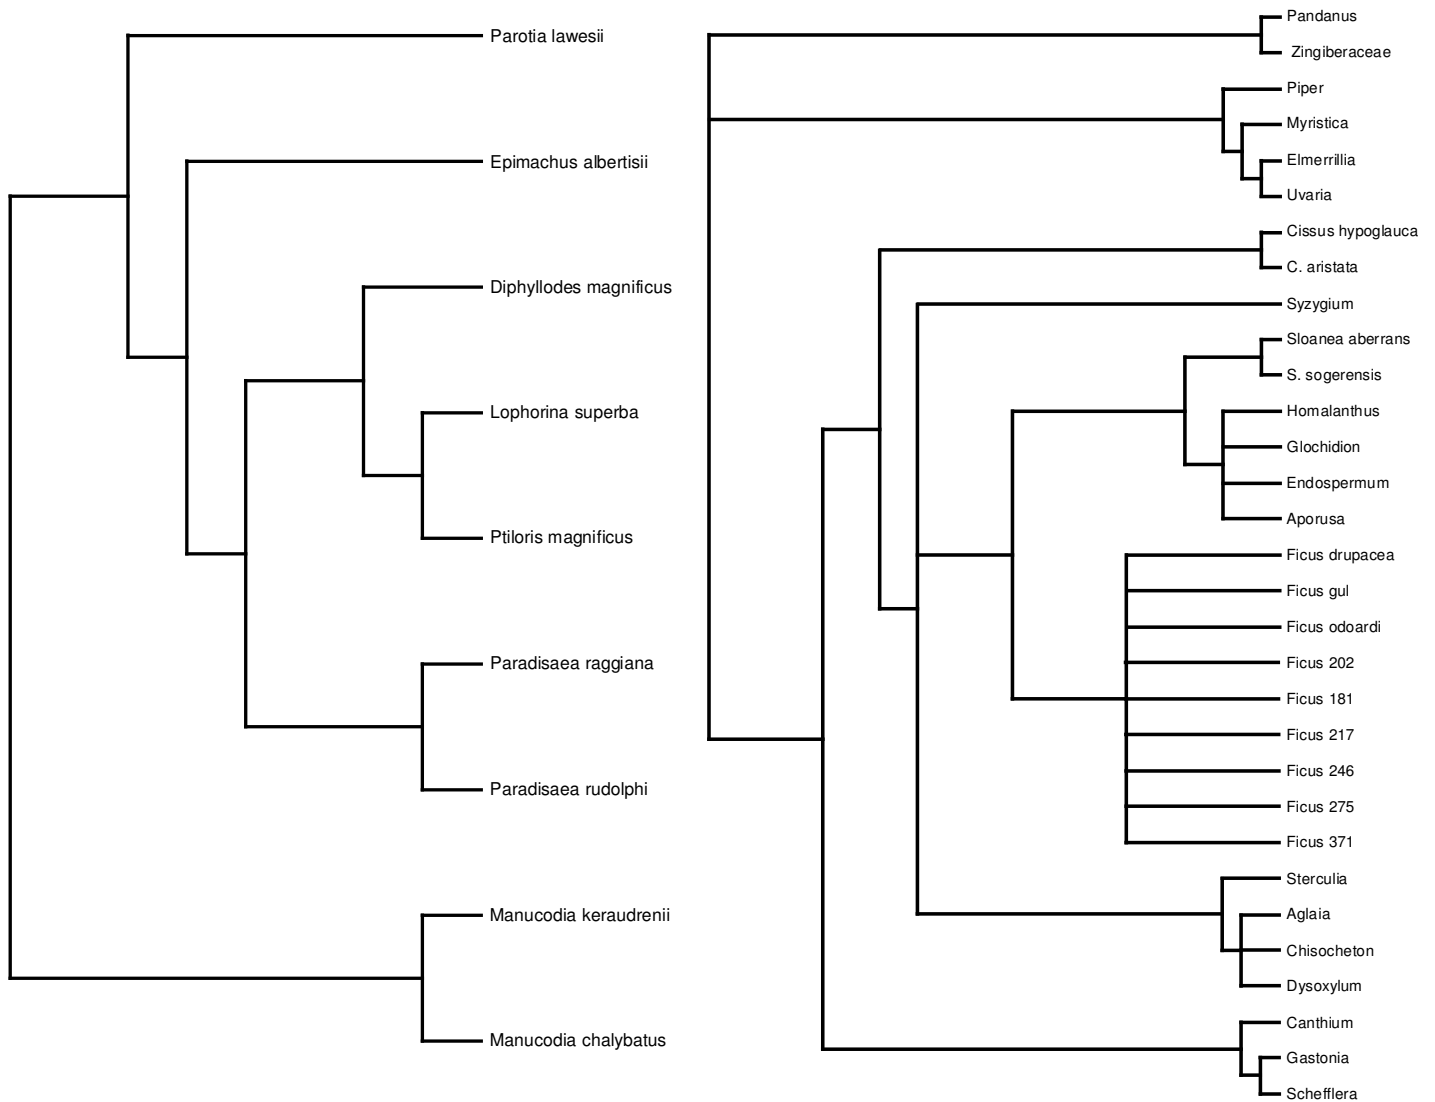 Parotia lawesii
Epimachus albertisii
Diphyllodes magnificus
Lophorina superba
Ptiloris magnificus
Paradisaea raggiana
Paradisaea rudolphi
Manucodia keraudrenii
Manucodia chalybatus
Pandanus
Zingiberaceae
Piper
Myristica
Elmerrillia
Uvaria
Cissus hypoglauca
C. aristata
Syzygium
Sloanea aberrans
S. sogerensis
Homalanthus
Glochidion
Endospermum
Aporusa
Ficus drupacea
Ficus gul
Ficus odoardi
Ficus 202
Ficus 181
Ficus 217
Ficus 246
Ficus 275
Ficus 371
Sterculia
Aglaia
Chisocheton
Dysoxylum
Canthium
Gastonia
Schefflera